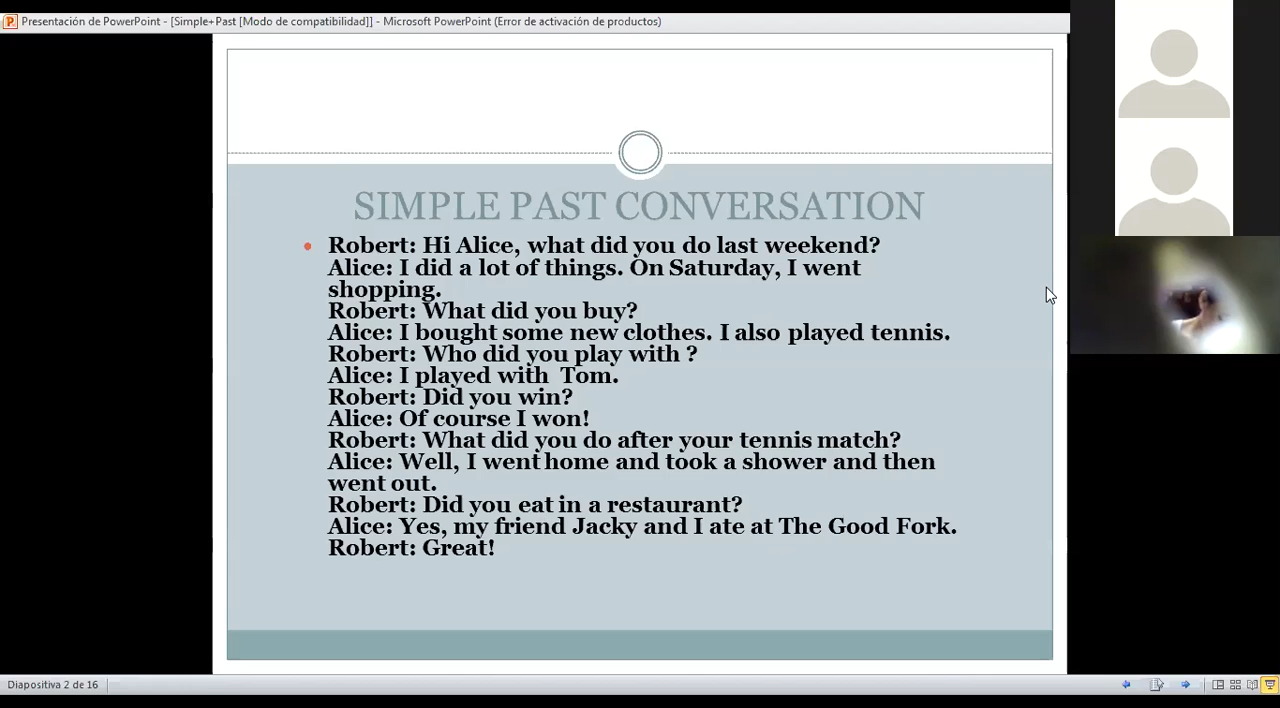 Presentación de PowerPoint - [Simple+Past [Modo de compatibilidad]] - Microsoft PowerPoint (Error de activación de productos)
SIMPLE PAST CONVERSATION
Robert: Hi Alice, what did you do last weekend?
Alice: I did a lot of things. On Saturday, I went
shopping.
Robert: What did you buy?
Alice: I bought some new clothes. I also played tennis.
Robert: Who did you play with ?
Alice: I played with  Tom.
Robert: Did you win?
Alice: Of course I won!
Robert: What did you do after your tennis match?
Alice: Well, I went home and took a shower and then
went out.
Robert: Did you eat in a restaurant?
Alice: Yes, my friend Jacky and I ate at The Good Fork.
Robert: Great!
Diapositiva 2 de 16